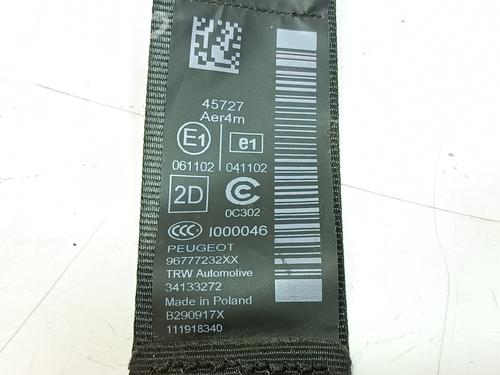 45727
Aer4m
E1 e1
061102 041102
2D C
0C302
CCC I000046
PEUGEOT
96777232XX
TRW Automotive
34133272
Made in Poland
B290917X
111918340